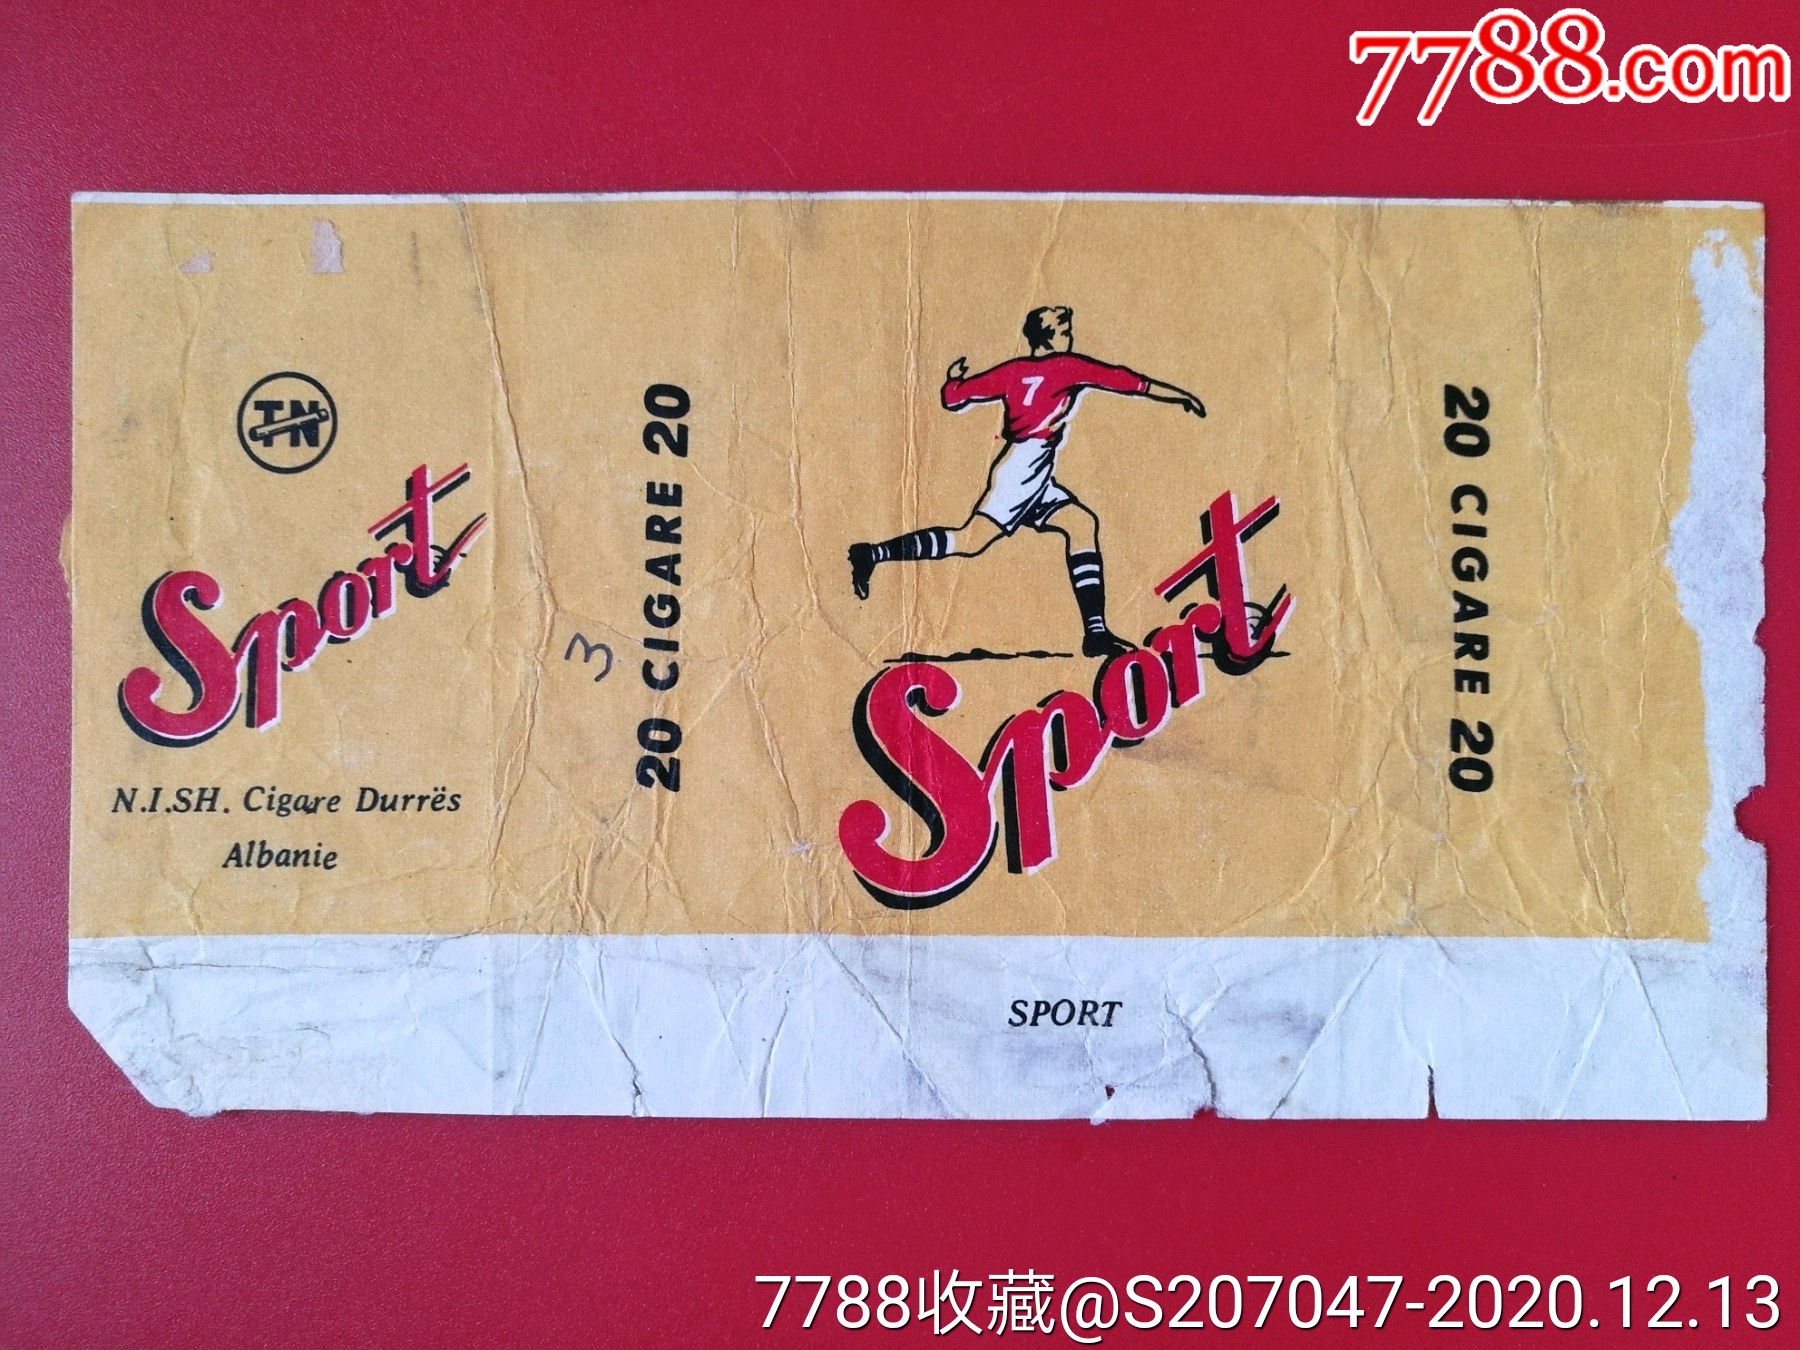 7788.com
TN
Sport
N.I.SH. Cigare Durrës
Albanie
3
20 CIGARE 20
7
Sport
20 CIGARE 20
SPORT
7788收藏@S207047-2020.12.13